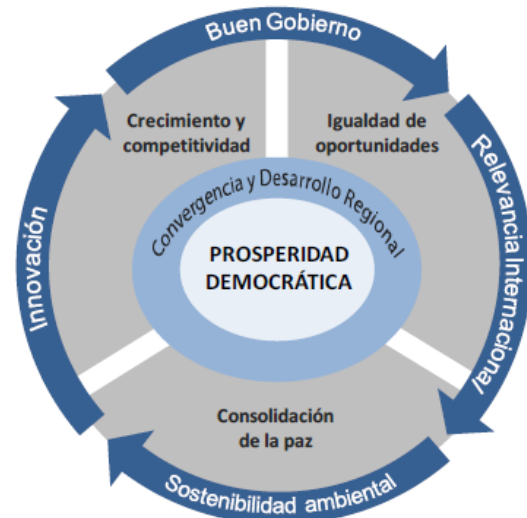 Buen Gobierno
Crecimiento y
competitividad
Igualdad de
oportunidades
Relevancia Internacional
Innovación
Convergencia y Desarrollo Regional
PROSPERIDAD
DEMOCRÁTICA
Consolidación
de la paz
Sostenibilidad ambiental